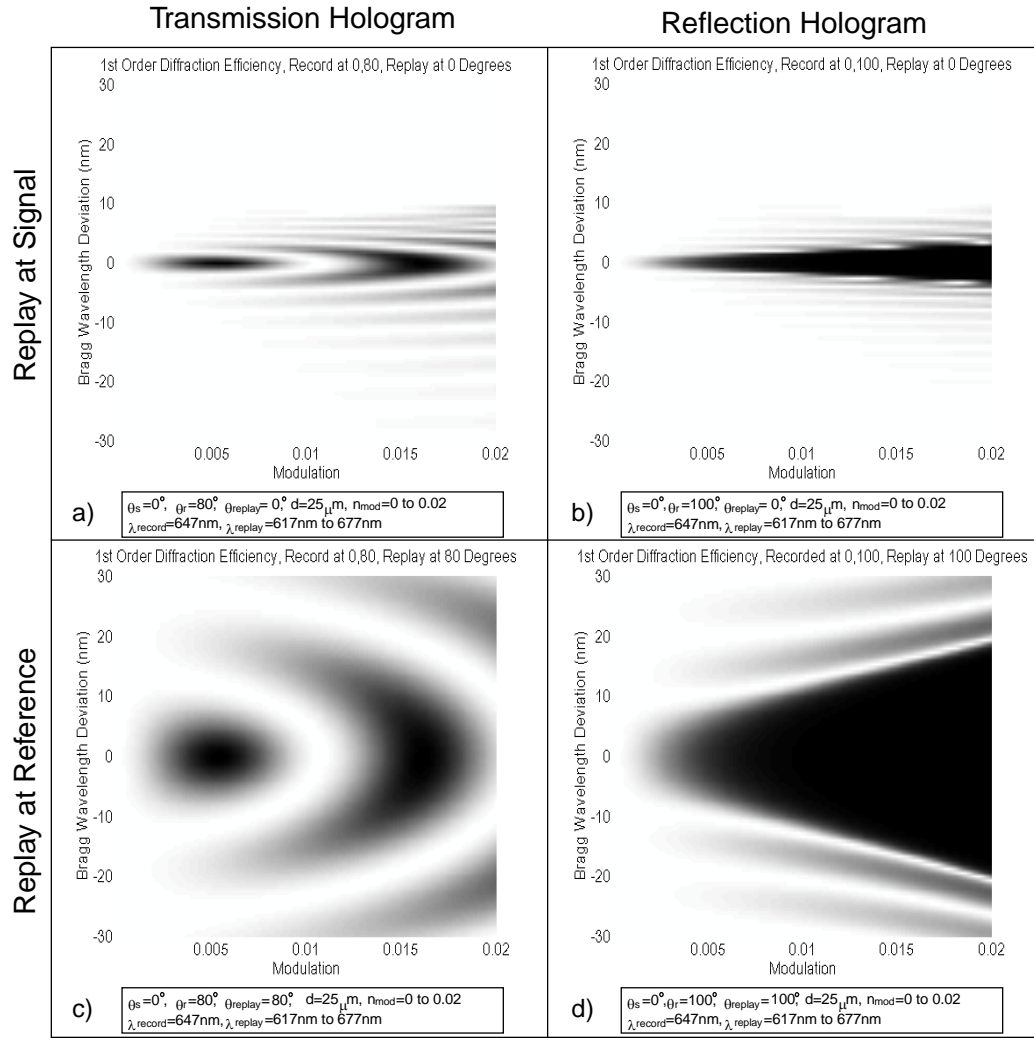 Transmission Hologram
Reflection Hologram
Replay at Signal
1st Order Diffraction Efficiency, Record at 0,80, Replay at 0 Degrees
30
20
10
0
-10
-20
-30
Bragg Wavelength Deviation (nm)
0.005 0.01 0.015 0.02
Modulation
a)
θs=0°, θr=80°, θreplay= 0,° d=25μm, nmod=0 to 0.02
λrecord=647nm, λreplay=617nm to 677nm
1st Order Diffraction Efficiency, Record at 0,100, Replay at 0 Degrees
30
20
10
0
-10
-20
-30
Bragg Wavelength Deviation (nm)
0.005 0.01 0.015 0.02
Modulation
b)
θs=0°,θr=100°, θreplay=0,° d=25μm, nmod=0 to 0.02
λrecord=647nm, λreplay=617nm to 677nm
Replay at Reference
1st Order Diffraction Efficiency, Record at 0,80, Replay at 80 Degrees
30
20
10
0
-10
-20
-30
Bragg Wavelength Deviation (nm)
0.005 0.01 0.015 0.02
Modulation
c)
θs=0°, θr=80°, θreplay=80°, d=25μm, nmod=0 to 0.02
λrecord=647nm, λreplay=617nm to 677nm
1st Order Diffraction Efficiency, Recorded at 0,100, Replay at 100 Degrees
30
20
10
0
-10
-20
-30
Bragg Wavelength Deviation (nm)
0.005 0.01 0.015 0.02
Modulation
d)
θs=0°,θr=100°, θreplay=100,° d=25μm, nmod=0 to 0.02
λrecord=647nm, λreplay=617nm to 677nm